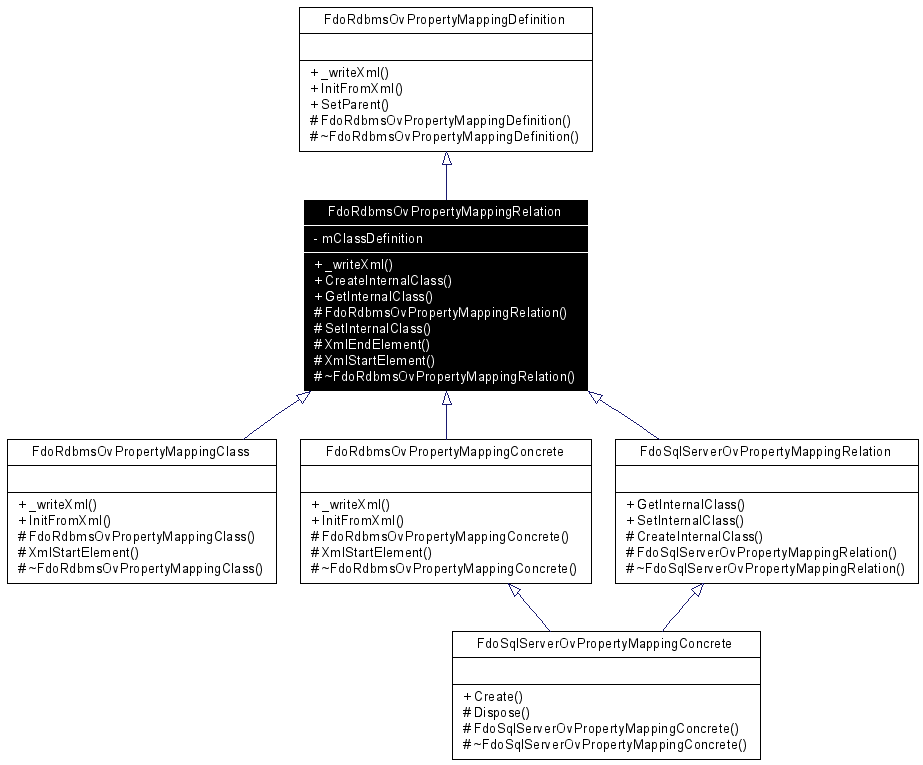 FdoRdbmsOvPropertyMappingDefinition
+ _writeXml()
+ InitFromXml()
+ SetParent()
# FdoRdbmsOvPropertyMappingDefinition()
# ~FdoRdbmsOvPropertyMappingDefinition()
FdoRdbmsOvPropertyMappingRelation
- mClassDefinition
+ _writeXml()
+ CreateInternalClass()
+ GetInternalClass()
# FdoRdbmsOvPropertyMappingRelation()
# SetInternalClass()
# XmlEndElement()
# XmlStartElement()
# ~FdoRdbmsOvPropertyMappingRelation()
FdoRdbmsOvPropertyMappingClass
+ _writeXml()
+ InitFromXml()
# FdoRdbmsOvPropertyMappingClass()
# XmlStartElement()
# ~FdoRdbmsOvPropertyMappingClass()
FdoRdbmsOvPropertyMappingConcrete
+ _writeXml()
+ InitFromXml()
# FdoRdbmsOvPropertyMappingConcrete()
# XmlStartElement()
# ~FdoRdbmsOvPropertyMappingConcrete()
FdoSqlServerOvPropertyMappingRelation
+ GetInternalClass()
+ SetInternalClass()
# CreateInternalClass()
# FdoSqlServerOvPropertyMappingRelation()
# ~FdoSqlServerOvPropertyMappingRelation()
FdoSqlServerOvPropertyMappingConcrete
+ Create()
# Dispose()
# FdoSqlServerOvPropertyMappingConcrete()
# ~FdoSqlServerOvPropertyMappingConcrete()